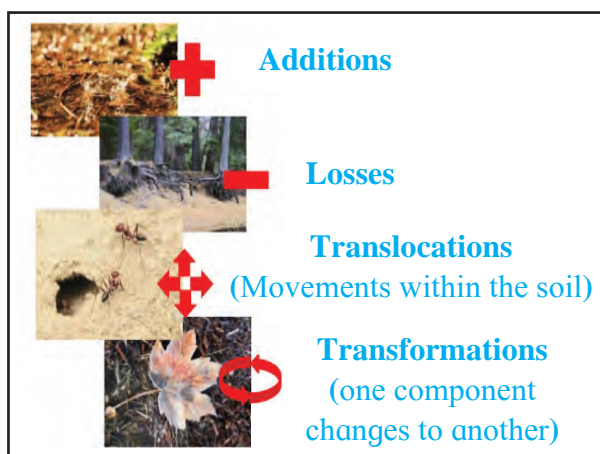 Additions
Losses
Translocations
(Movements within the soil)
Transformations
(one component
changes to another)